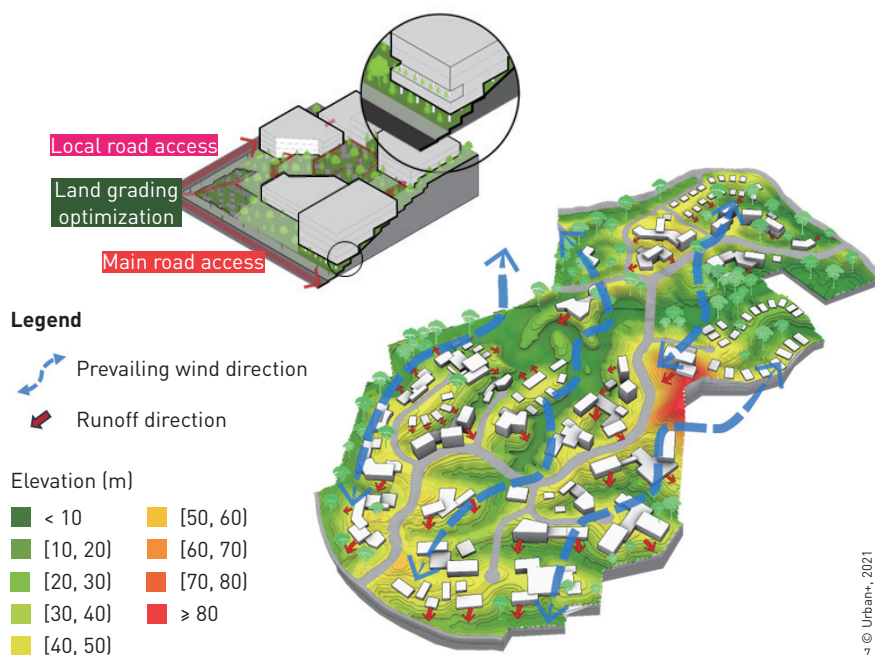 Local road access
Land grading
optimization
Main road access
Legend
Prevailing wind direction
Runoff direction
Elevation (m)
< 10
[10, 20)
[20, 30)
[30, 40)
[40, 50)
[50, 60)
[60, 70)
[70, 80)
⩾ 80
7 © Urban+, 2021